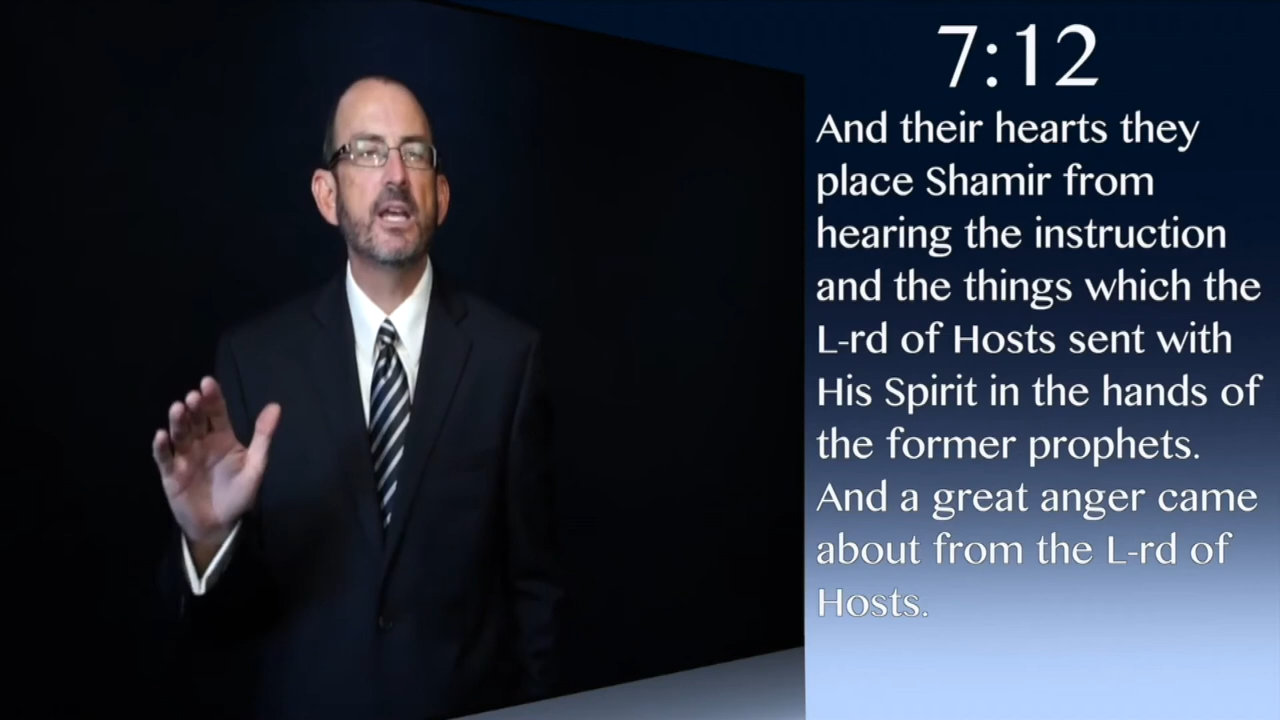 7:12
And their hearts they
place Shamir from
hearing the instruction
and the things which the
L-rd of Hosts sent with
His Spirit in the hands of
the former prophets.
And a great anger came
about from the L-rd of
Hosts.